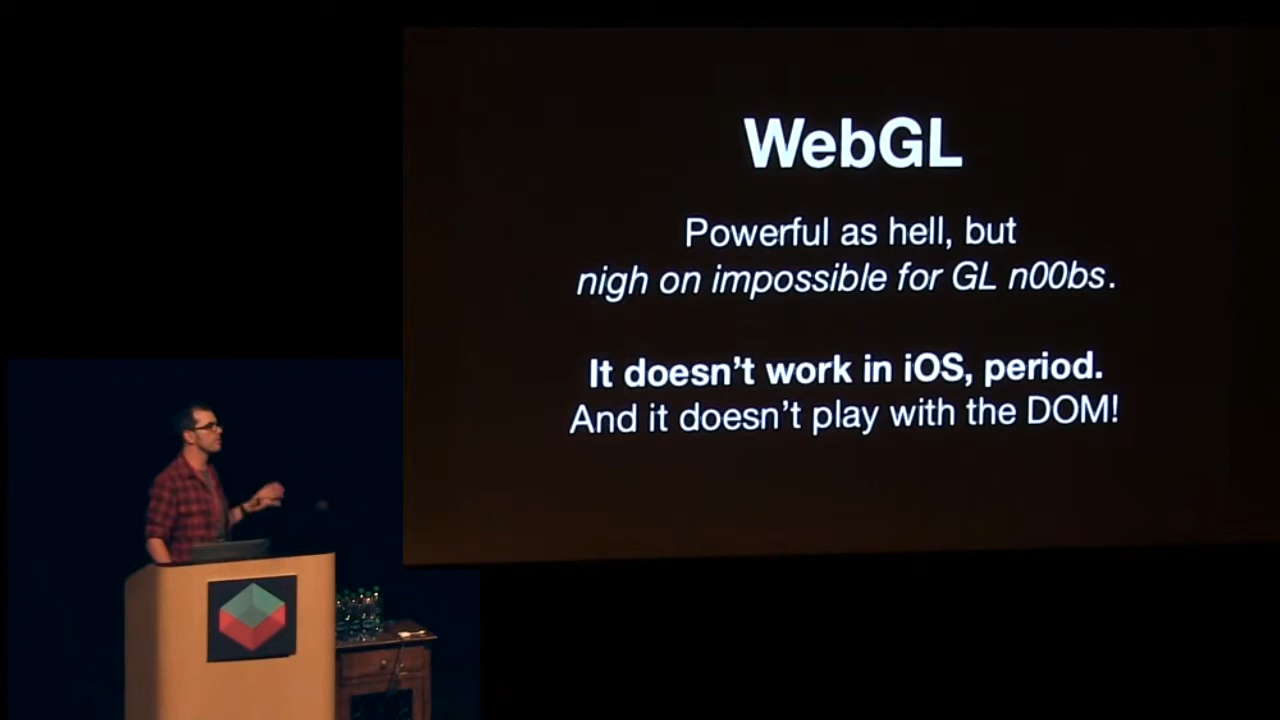 WebGL
Powerful as hell, but
nigh on impossible for GL n00bs.
It doesn't work in iOS, period.
And it doesn't play with the DOM!